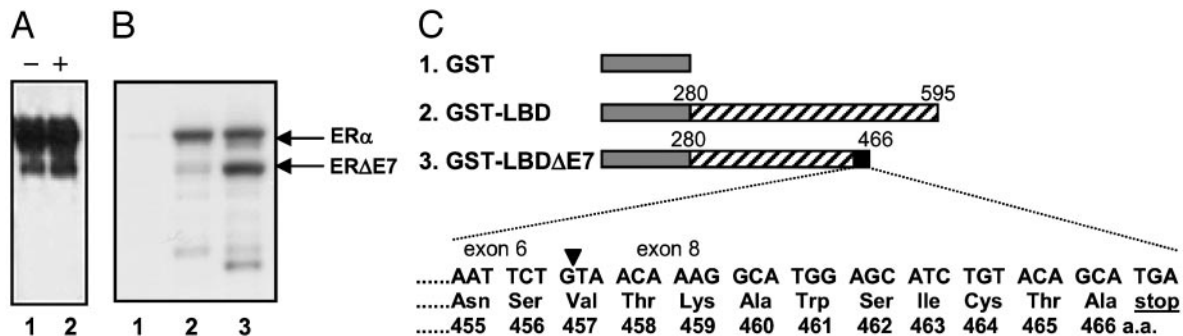 A
− +
1 2
B
ERα
ERΔE7
1 2 3
C
1. GST
280 595
2. GST-LBD
280 466
3. GST-LBDΔE7
exon 6 exon 8
......AAT TCT GTA ACA AAG GCA TGG AGC ATC TGT ACA GCA TGA
......Asn Ser Val Thr Lys Ala Trp Ser Ile Cys Thr Ala stop
......455 456 457 458 459 460 461 462 463 464 465 466 a.a.